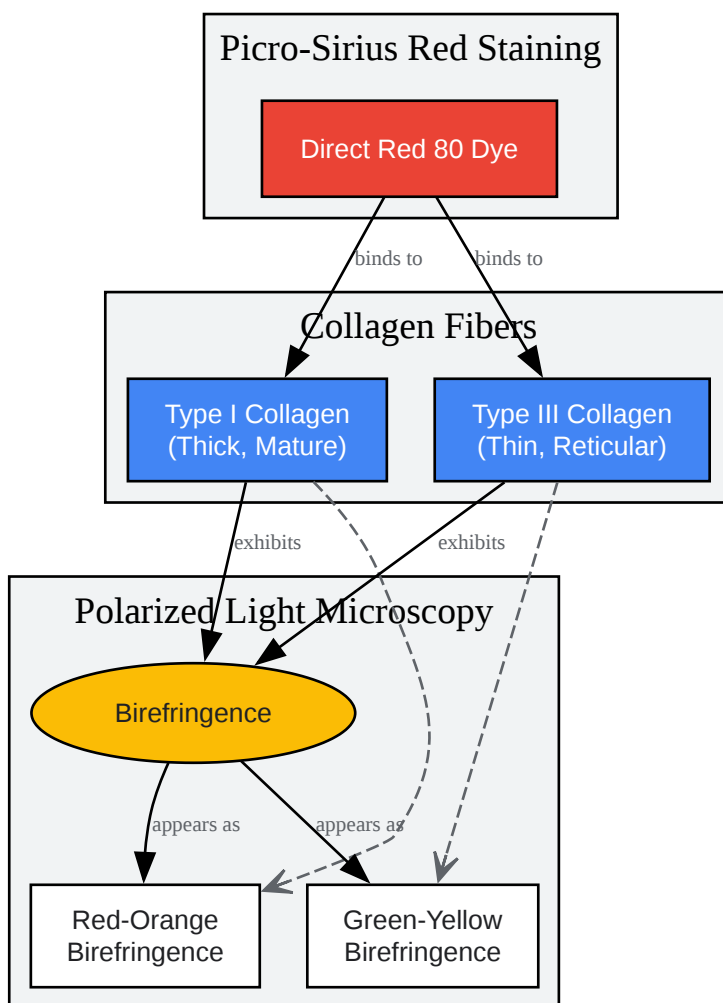 Picro-Sirius Red Staining
Direct Red 80 Dye
binds to
binds to
Collagen Fibers
Type I Collagen
(Thick, Mature)
Type III Collagen
(Thin, Reticular)
exhibits
exhibits
Polarized Light Microscopy
Birefringence
appears as
appears as
Red-Orange
Birefringence
Green-Yellow
Birefringence